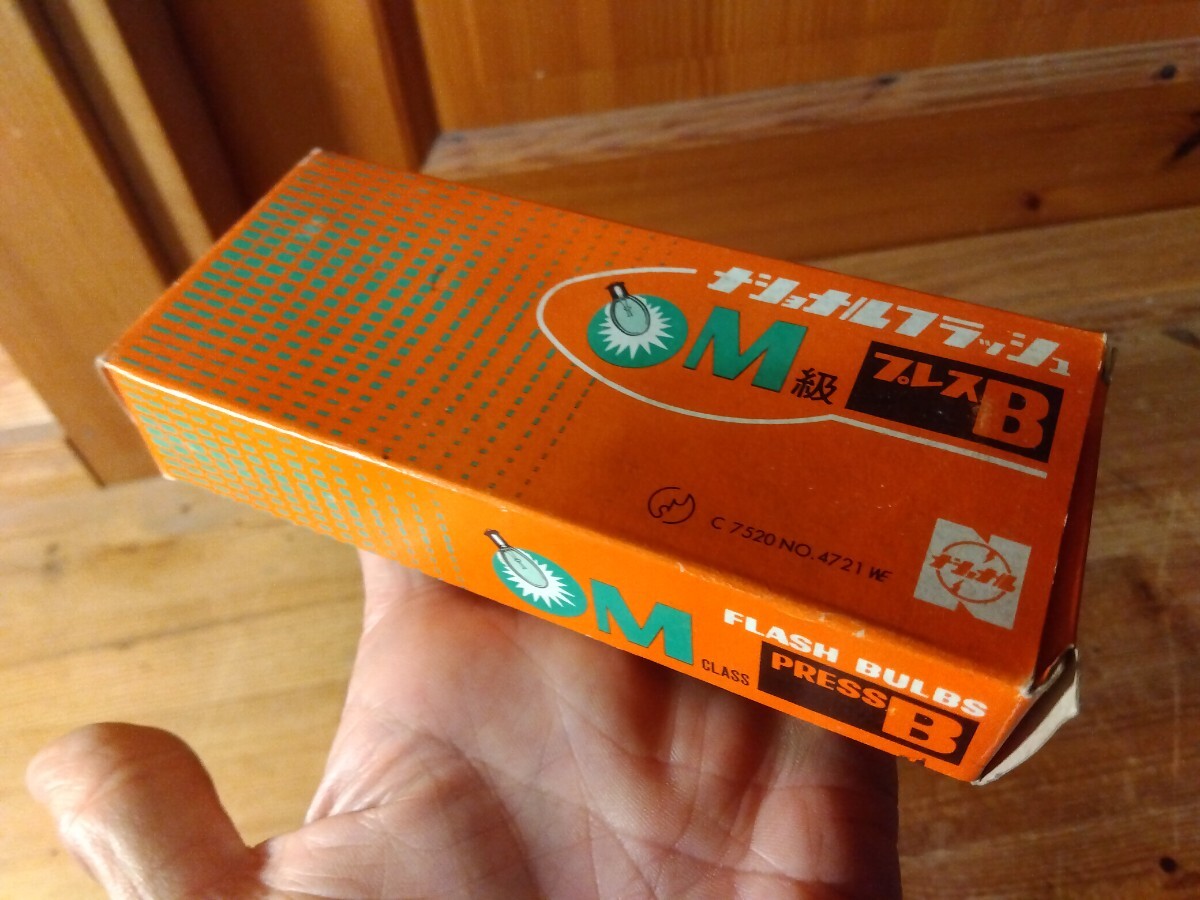 ナショナルフラッシュ
M級
プレスB
C 7520 NO. 4721 WE
ナショナル
M CLASS
FLASH BULBS
PRESS B